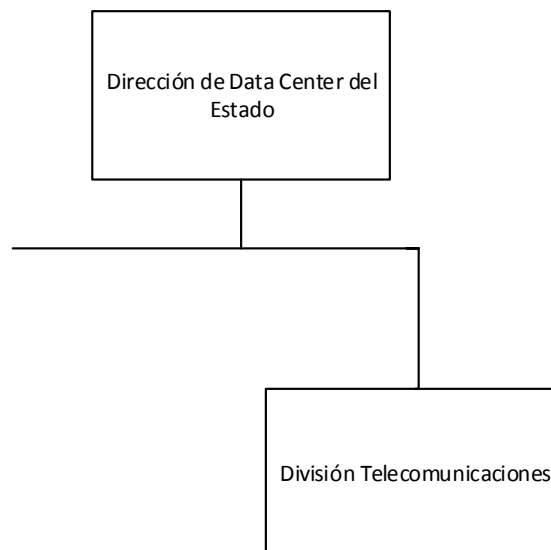 Dirección de Data Center del
Estado
División Telecomunicaciones